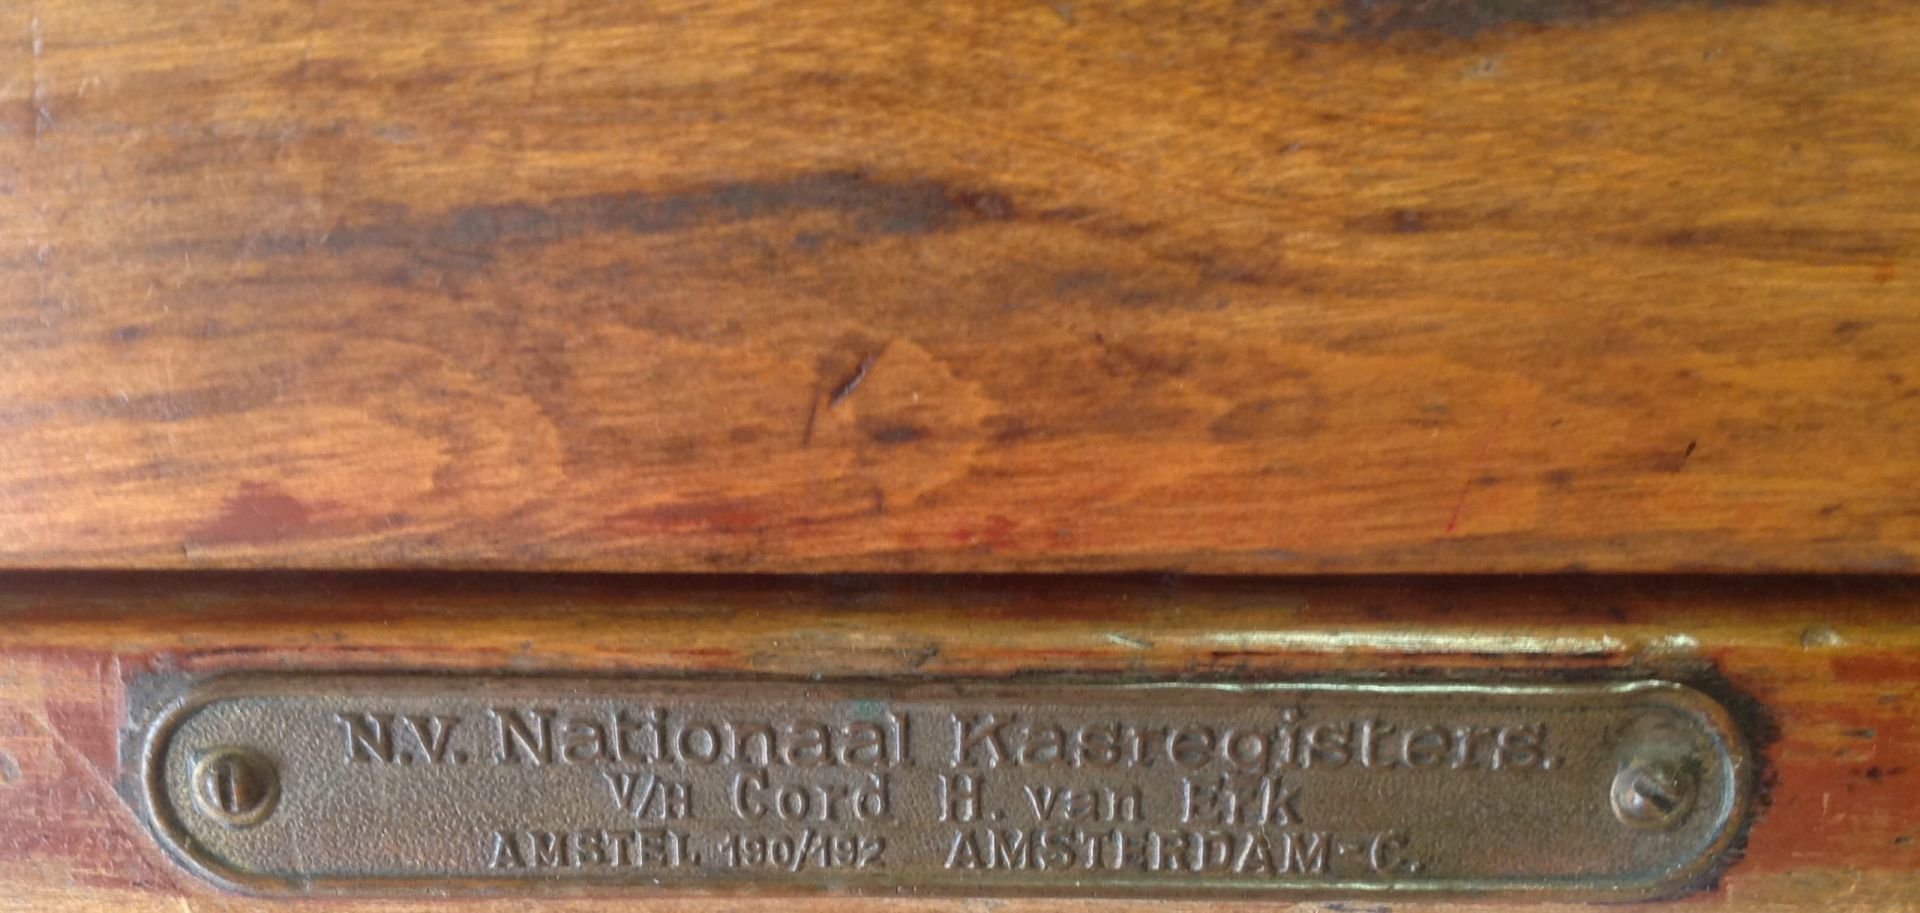 N.V. Nationaal Kasregisters.
V/H Cord H. van Erk
AMSTEL 190/192 AMSTERDAM-C.